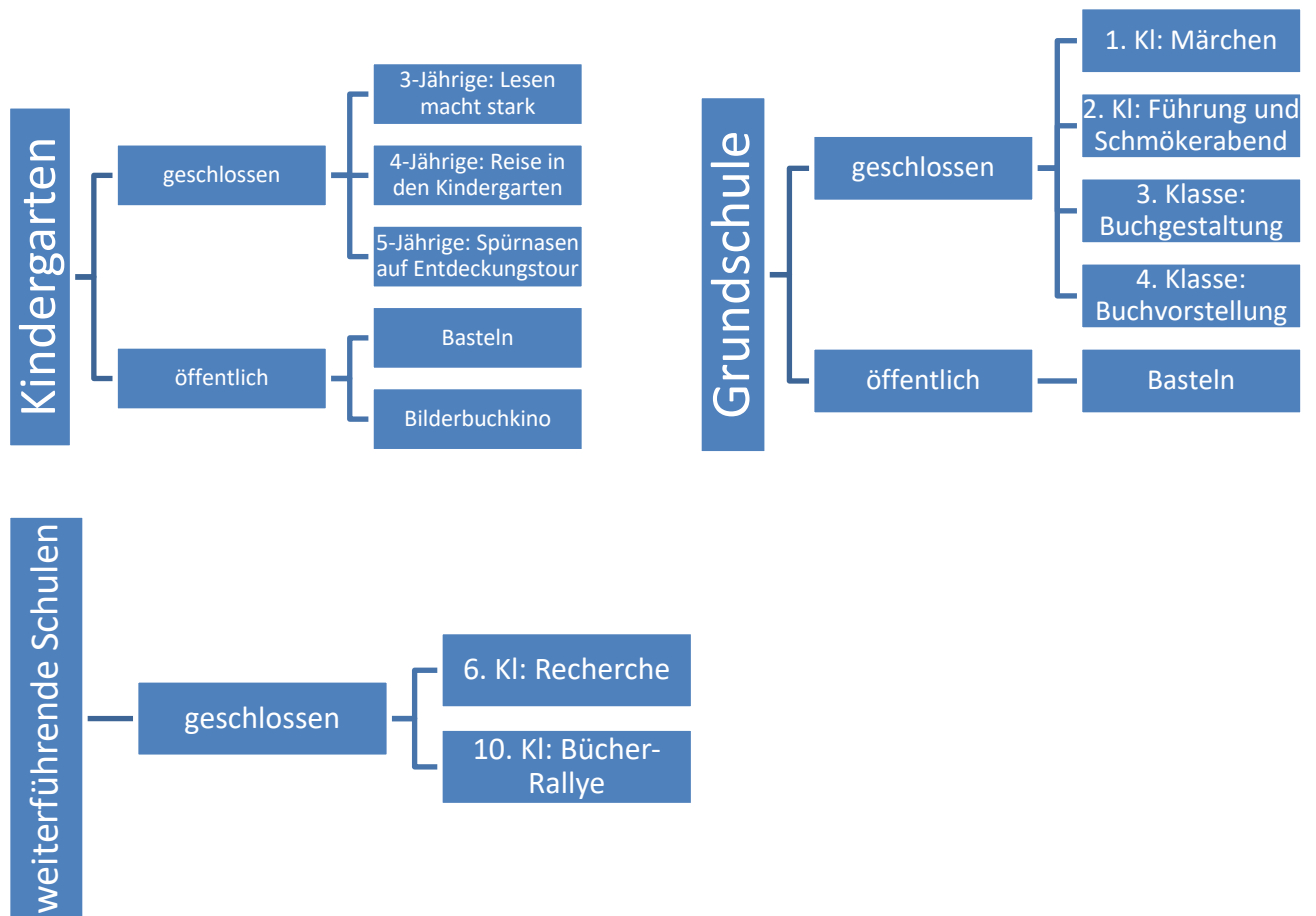 Kindergarten
geschlossen
3-Jährige: Lesen
macht stark
4-Jährige: Reise in
den Kindergarten
5-Jährige: Spürnasen
auf Entdeckungstour
öffentlich
Basteln
Bilderbuchkino
Grundschule
geschlossen
1. Kl: Märchen
2. Kl: Führung und
Schmökerabend
3. Klasse:
Buchgestaltung
4. Klasse:
Buchvorstellung
öffentlich
Basteln
weiterführende Schulen
geschlossen
6. Kl: Recherche
10. Kl: Bücher-
Rallye